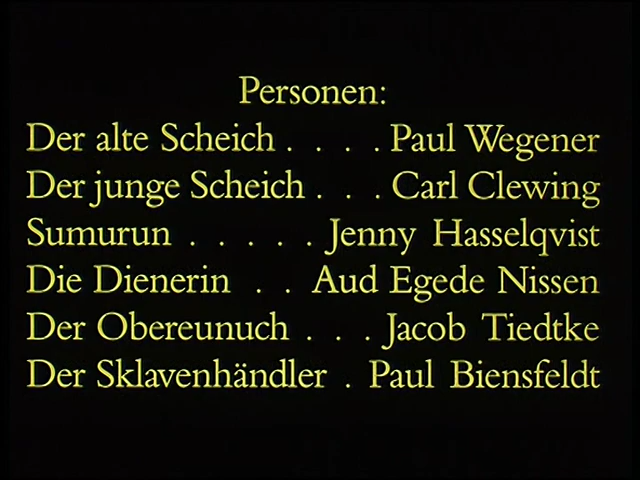 Personen:
Der alte Scheich . . . . Paul Wegener
Der junge Scheich . . . Carl Clewing
Sumurun . . . . . Jenny Hasselqvist
Die Dienerin . . Aud Egede Nissen
Der Obereunuch . . . Jacob Tiedtke
Der Sklavenhändler . Paul Biensfeldt